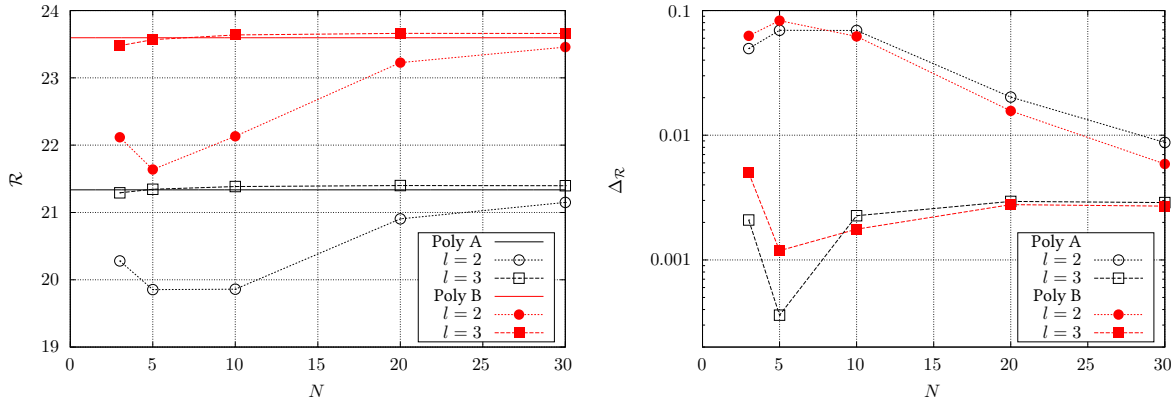 24
23
22
21
20
19
ℛ
Poly A
l = 2
l = 3
Poly B
l = 2
l = 3
0 5 10 15 20 25 30
N
0.1
0.01
0.001
Δℛ
Poly A
l = 2
l = 3
Poly B
l = 2
l = 3
0 5 10 15 20 25 30
N